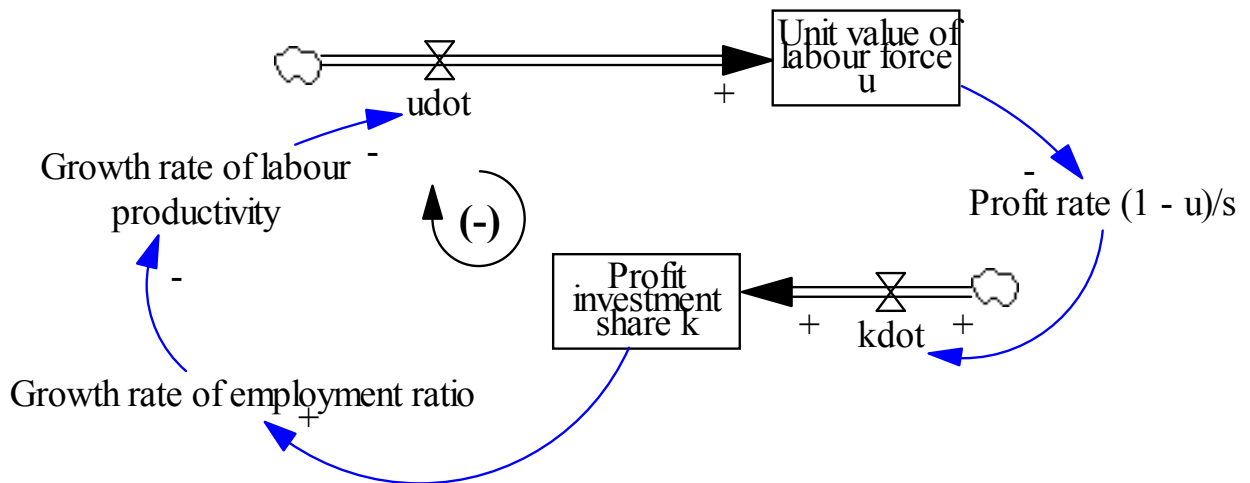 Unit value of
labour force
u
+
udot
-
Growth rate of labour
productivity
(-)
-
Profit rate (1 - u)/s
Profit
investment
share k
+
kdot
+
-
Growth rate of employment ratio
+